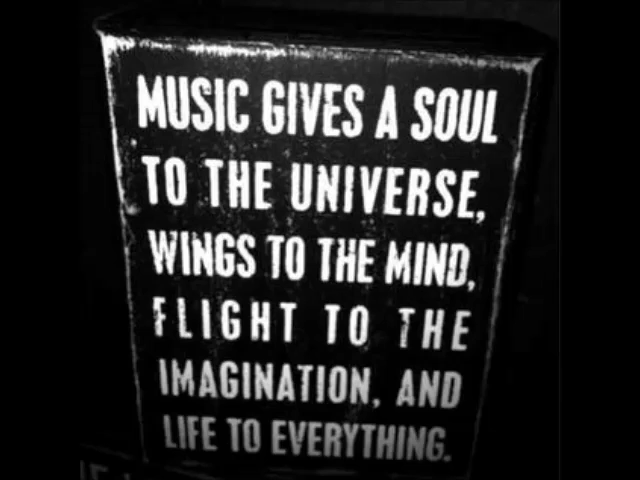 MUSIC GIVES A SOUL
TO THE UNIVERSE,
WINGS TO THE MIND,
FLIGHT TO THE
IMAGINATION, AND
LIFE TO EVERYTHING.